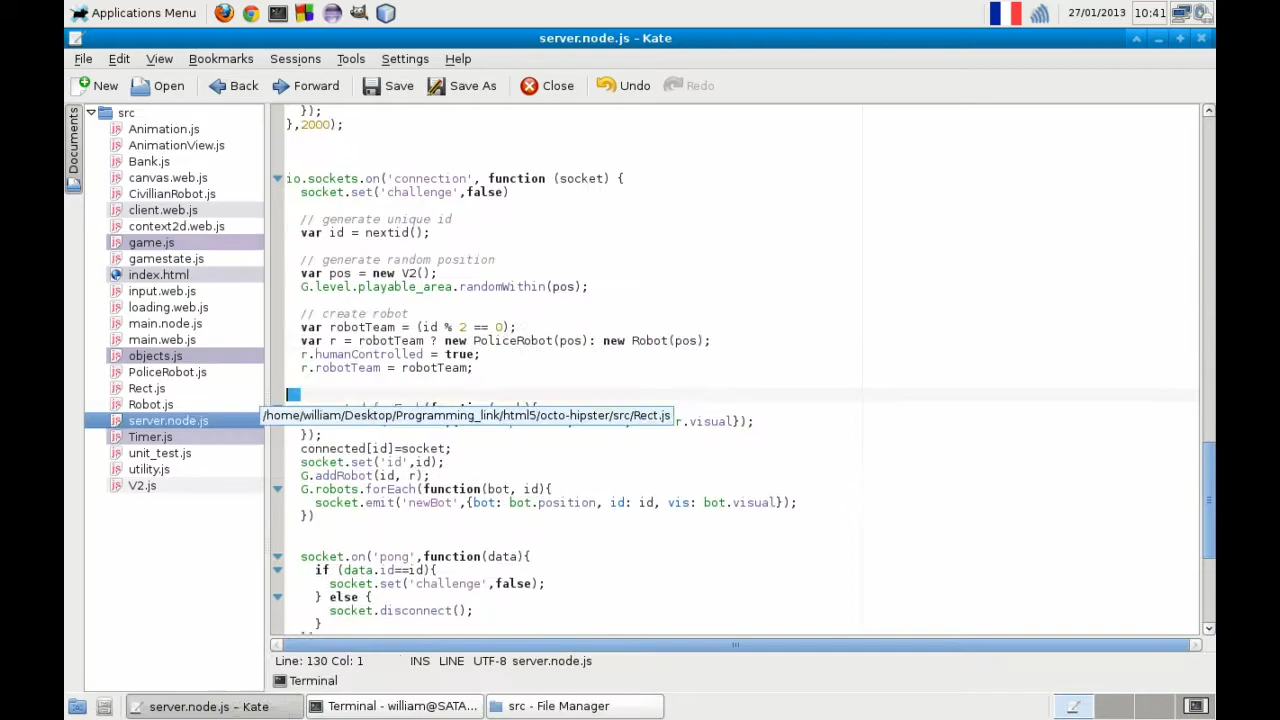 Applications Menu
27/01/2013 10:41
server.node.js - Kate
File Edit View Bookmarks Sessions Tools Settings Help
New Open Back Forward Save Save As Close Undo Redo
Documents
src
Animation.js
AnimationView.js
Bank.js
canvas.web.js
CivillianRobot.js
client.web.js
context2d.web.js
game.js
gamestate.js
index.html
input.web.js
loading.web.js
main.node.js
main.web.js
objects.js
PoliceRobot.js
Rect.js
Robot.js
server.node.js
Timer.js
unit_test.js
utility.js
V2.js
});
},2000);
io.sockets.on('connection', function (socket) {
socket.set('challenge',false)
// generate unique id
var id = nextid();
// generate random position
var pos = new V2();
G.level.playable_area.randomWithin(pos);
// create robot
var robotTeam = (id % 2 == 0);
var r = robotTeam ? new PoliceRobot(pos): new Robot(pos);
r.humanControlled = true;
r.robotTeam = robotTeam;
/home/william/Desktop/Programming_link/html5/octo-hipster/src/Rect.js
r.visual});
});
connected[id]=socket;
socket.set('id',id);
G.addRobot(id, r);
G.robots.forEach(function(bot, id){
socket.emit('newBot',{bot: bot.position, id: id, vis: bot.visual});
})
socket.on('pong',function(data){
if (data.id==id){
socket.set('challenge',false);
} else {
socket.disconnect();
}
Line: 130 Col: 1 INS LINE UTF-8 server.node.js
Terminal
server.node.js - Kate Terminal - william@SATA... src - File Manager